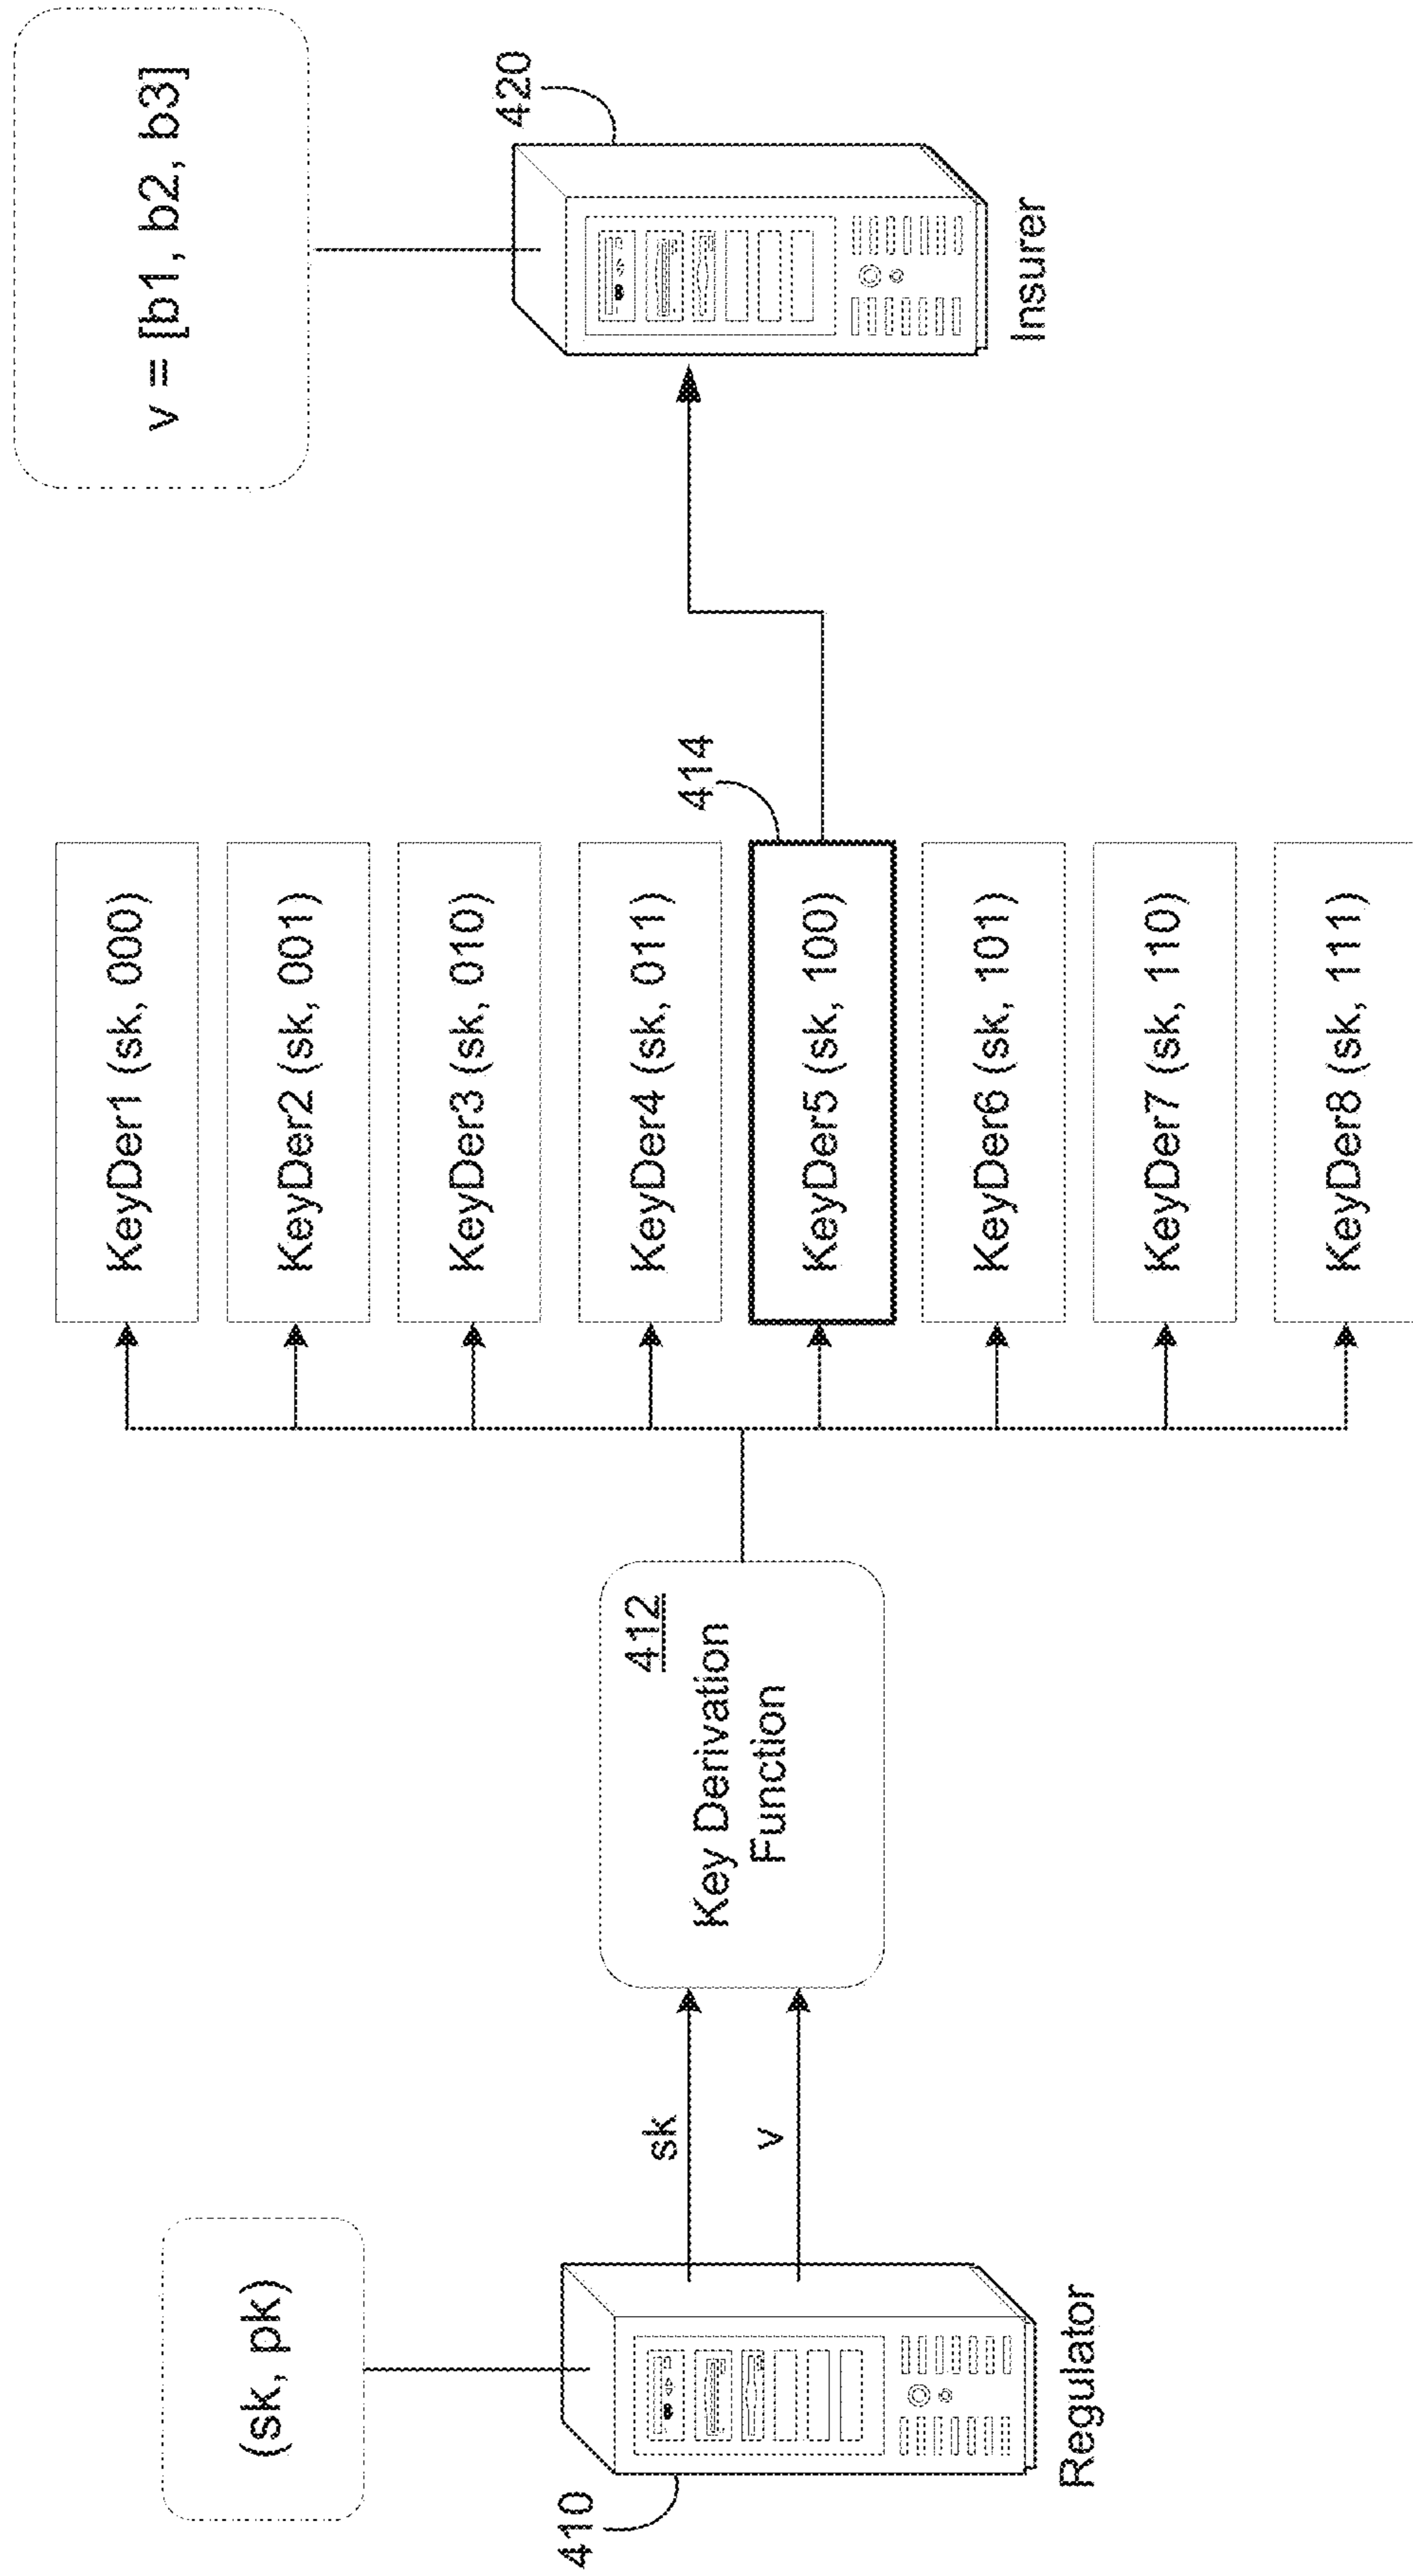 (sk, pk)
410
Regulator
sk
v
412
Key Derivation
Function
KeyDer1 (sk, 000)
KeyDer2 (sk, 001)
KeyDer3 (sk, 010)
KeyDer4 (sk, 011)
KeyDer5 (sk, 100)
KeyDer6 (sk, 101)
KeyDer7 (sk, 110)
KeyDer8 (sk, 111)
414
v = [b1, b2, b3]
420
Insurer